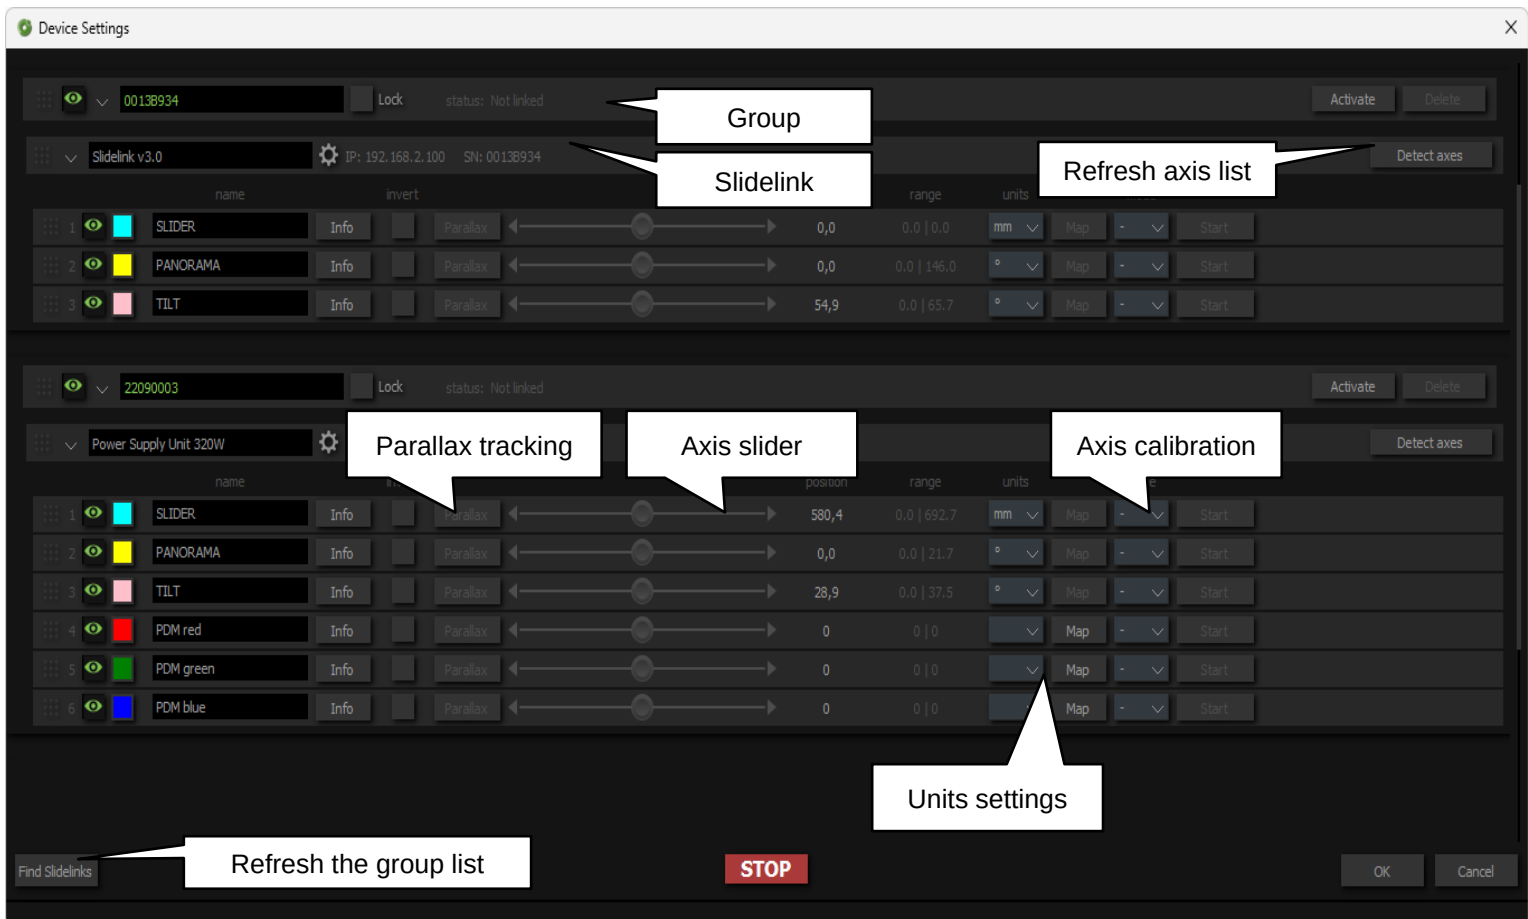 Device Settings
0013B934 Lock status: Not linked Activate Delete
Group
Slidelink v3.0 IP: 192.168.2.100 SN: 0013B934 Detect axes
Slidelink
Refresh axis list
name invert range units
1 SLIDER Info Parallax 0,0 0.0 | 0.0 mm Map - Start
2 PANORAMA Info Parallax 0,0 0.0 | 146.0 ° Map - Start
3 TILT Info Parallax 54,9 0.0 | 65.7 ° Map - Start
22090003 Lock status: Not linked Activate Delete
Power Supply Unit 320W Detect axes
Parallax tracking
Axis slider
Axis calibration
name position range units
1 SLIDER Info Parallax 580,4 0.0 | 692.7 mm Map - Start
2 PANORAMA Info Parallax 0,0 0.0 | 21.7 ° Map - Start
3 TILT Info Parallax 28,9 0.0 | 37.5 ° Map - Start
4 PDM red Info Parallax 0 0 | 0 Map - Start
5 PDM green Info Parallax 0 0 | 0 Map - Start
6 PDM blue Info Parallax 0 0 | 0 Map - Start
Units settings
Find Slidelinks
Refresh the group list
STOP
OK Cancel